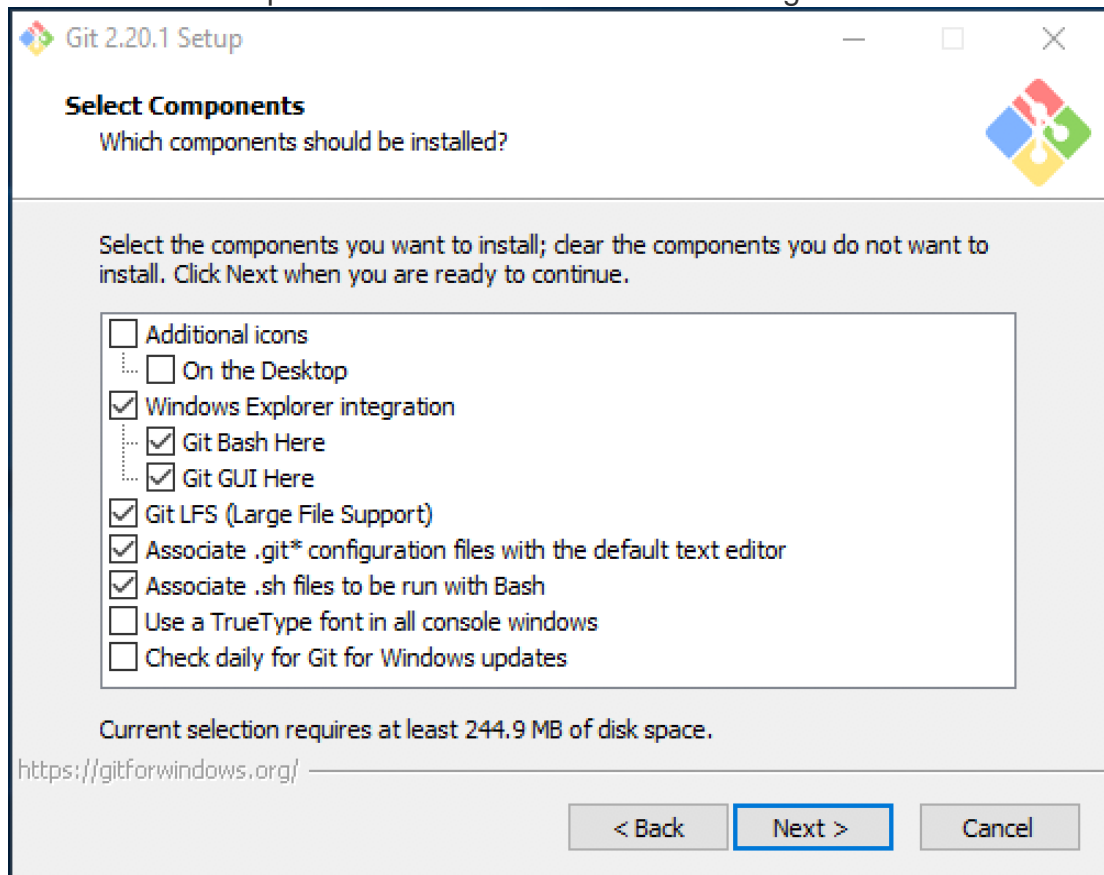 Git 2.20.1 Setup
Select Components
Which components should be installed?
Select the components you want to install; clear the components you do not want to
install. Click Next when you are ready to continue.
Additional icons
On the Desktop
Windows Explorer integration
Git Bash Here
Git GUI Here
Git LFS (Large File Support)
Associate .git* configuration files with the default text editor
Associate .sh files to be run with Bash
Use a TrueType font in all console windows
Check daily for Git for Windows updates
Current selection requires at least 244.9 MB of disk space.
https://gitforwindows.org/
< Back
Next >
Cancel